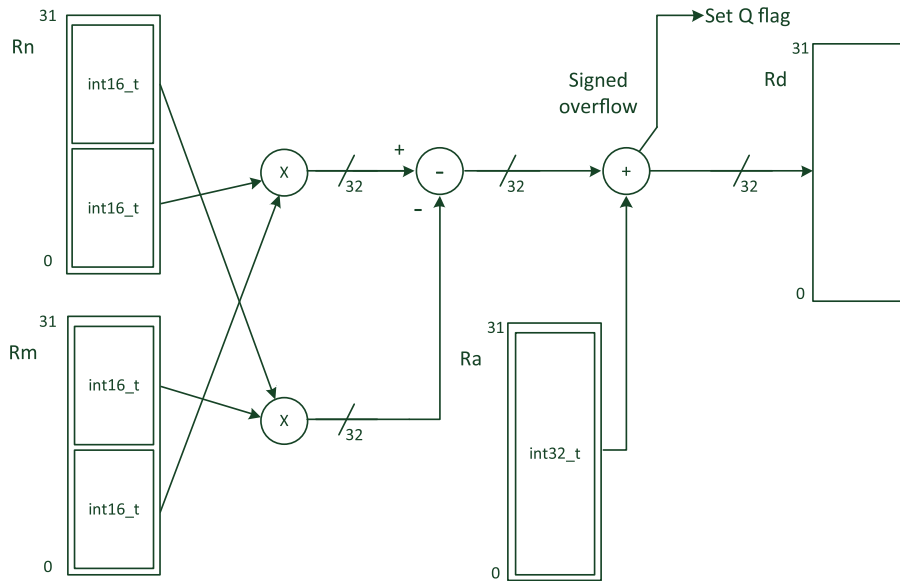 31
Rn
int16_t
int16_t
0
31
Rm
int16_t
int16_t
0
X
32
X
32
+
-
-
32
Signed
overflow
Set Q flag
+
32
31
Ra
int32_t
0
31
Rd
0